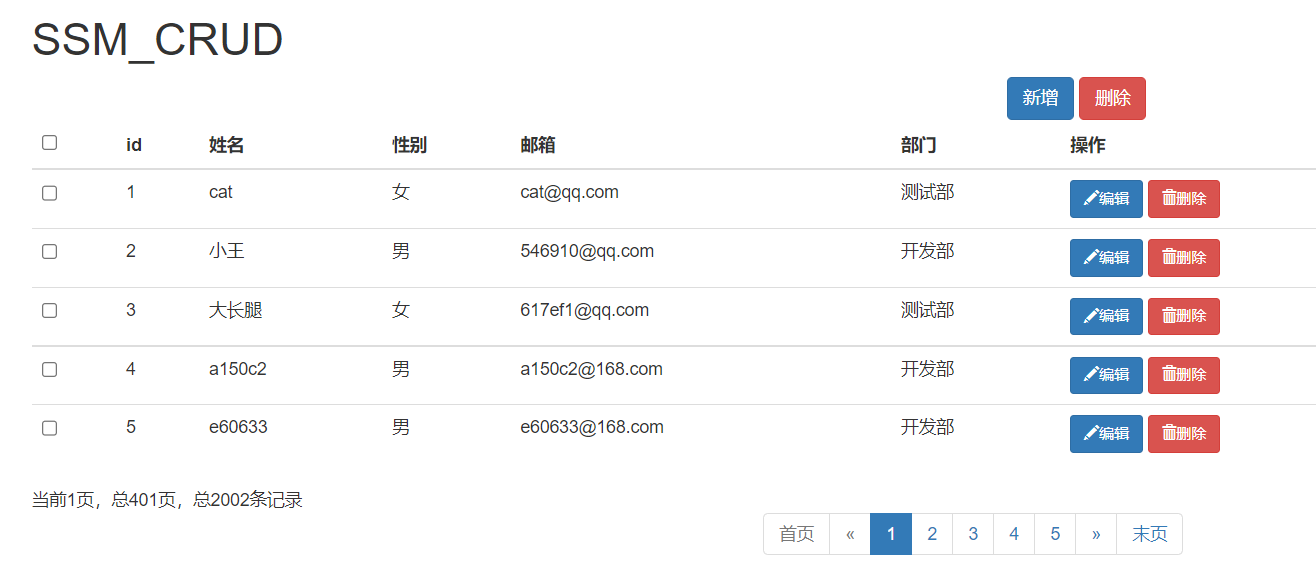 SSM_CRUD
新增 删除
id 姓名 性别 邮箱 部门 操作
1 cat 女 cat@qq.com 测试部 编辑 删除
2 小王 男 546910@qq.com 开发部 编辑 删除
3 大长腿 女 617ef1@qq.com 测试部 编辑 删除
4 a150c2 男 a150c2@168.com 开发部 编辑 删除
5 e60633 男 e60633@168.com 开发部 编辑 删除
当前1页，总401页，总2002条记录
首页 « 1 2 3 4 5 » 末页